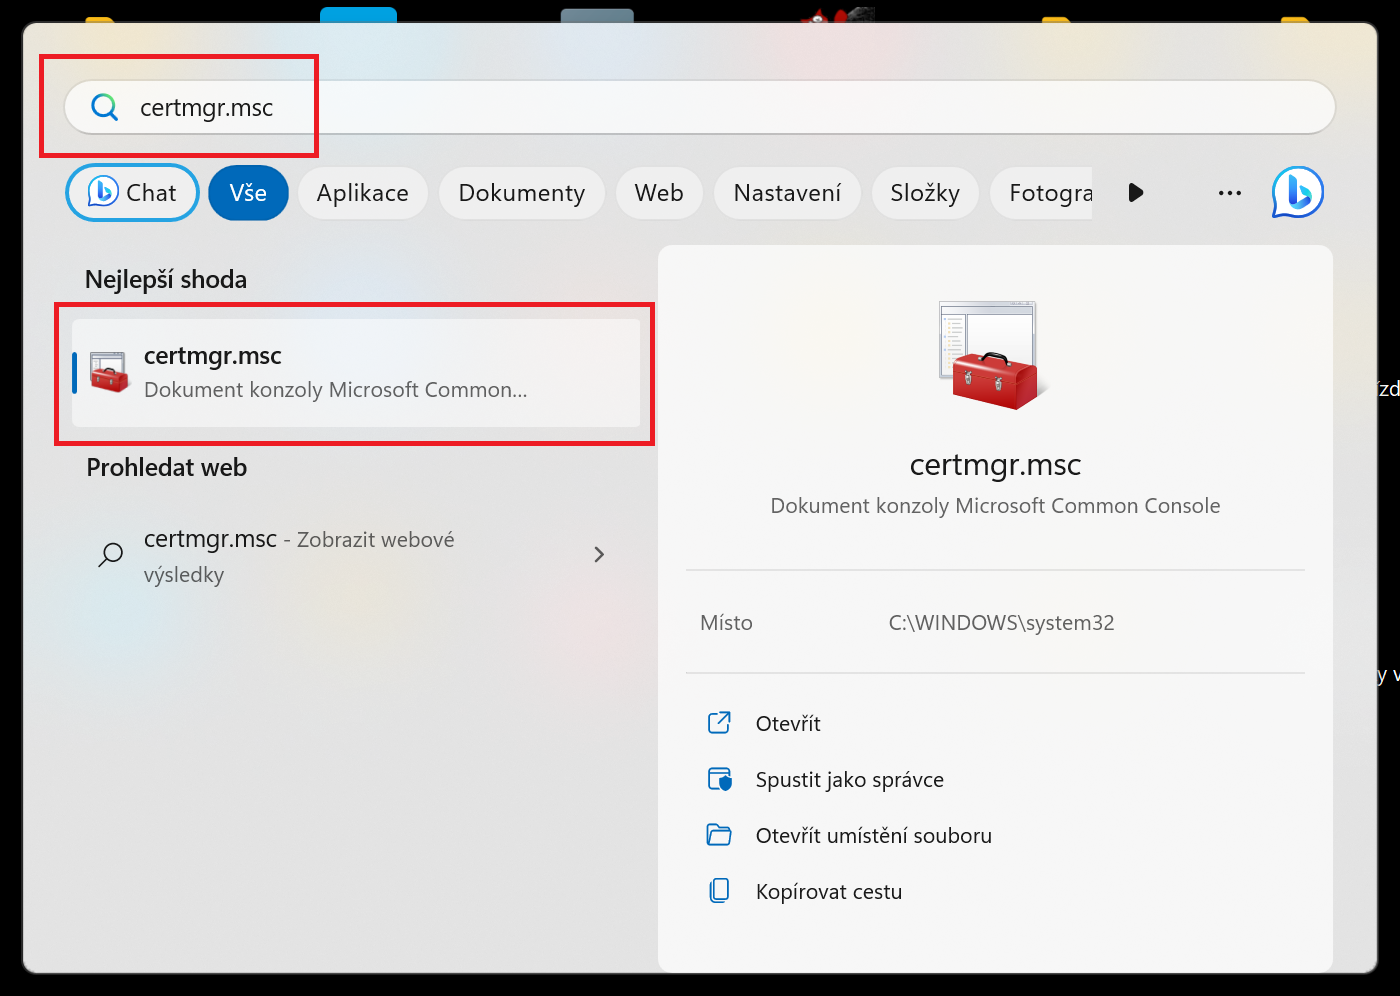 certmgr.msc
Chat
Vše
Aplikace
Dokumenty
Web
Nastavení
Složky
Fotogra
Nejlepší shoda
certmgr.msc
Dokument konzoly Microsoft Common...
Prohledat web
certmgr.msc - Zobrazit webové
výsledky
certmgr.msc
Dokument konzoly Microsoft Common Console
Místo C:\WINDOWS\system32
Otevřít
Spustit jako správce
Otevřít umístění souboru
Kopírovat cestu